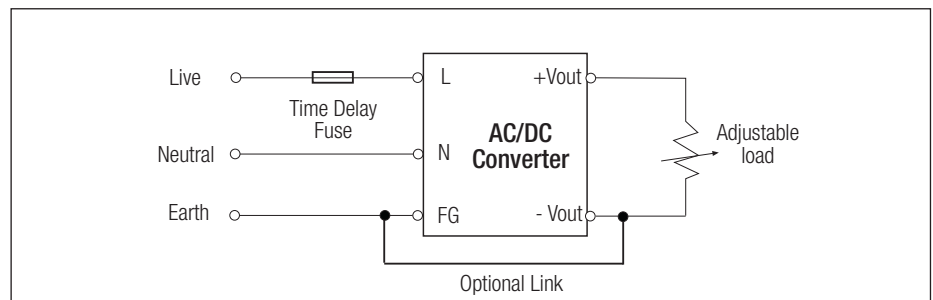 Live
Time Delay
Fuse
L
+Vout
AC/DC
Converter
Adjustable
load
Neutral
N
Earth
FG
- Vout
Optional Link